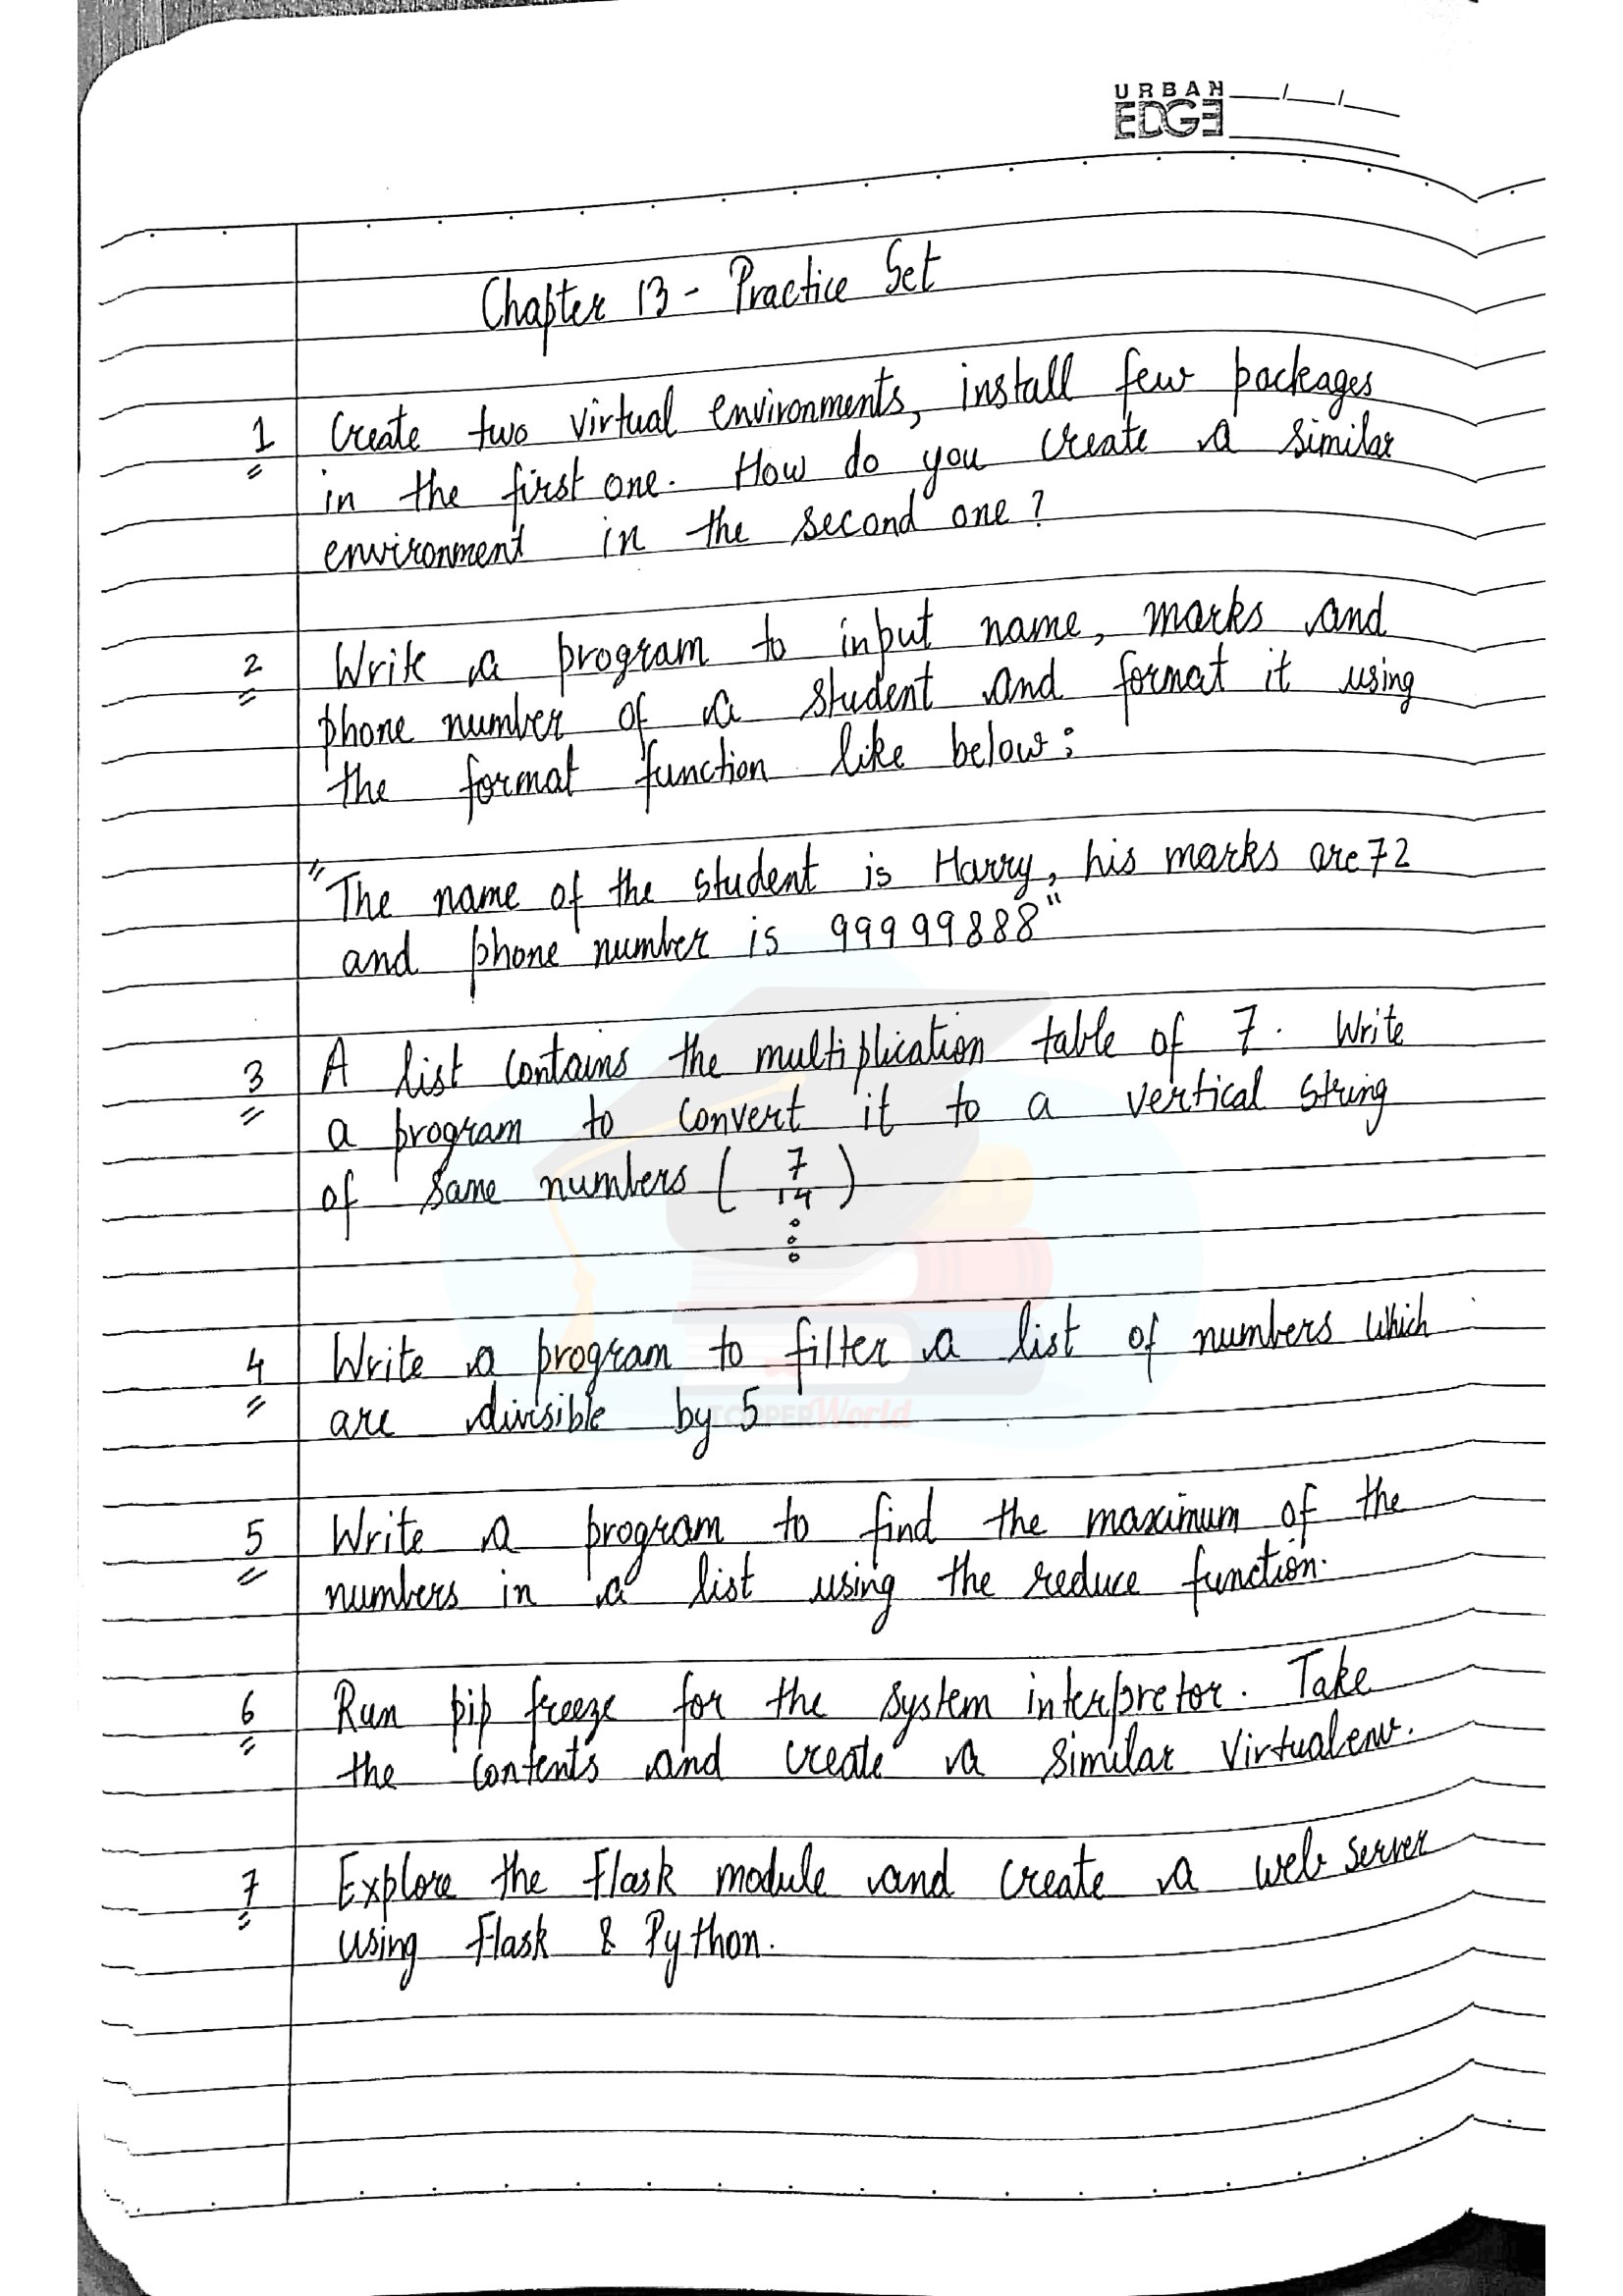 URBAN
EDGE
Chapter 13 - Practice Set
1 Create two virtual environments, install few packages
in the first one. How do you create a similar
environment in the second one?
2 Write a program to input name, marks and
phone number of a student and format it using
the format function like below:
"The name of the student is Harry, his marks are 72
and phone number is 99999888"
3 A list contains the multiplication table of 7. Write
a program to convert it to a vertical string
of same numbers ( 7 )
14
4 Write a program to filter a list of numbers which
are divisible by 5
TOPPERWorld
5 Write a program to find the maximum of the
numbers in a list using the reduce function.
6 Run pip freeze for the system interpretor. Take
the contents and create a similar virtualenv.
7 Explore the Flask module and create a web server
using Flask & Python.